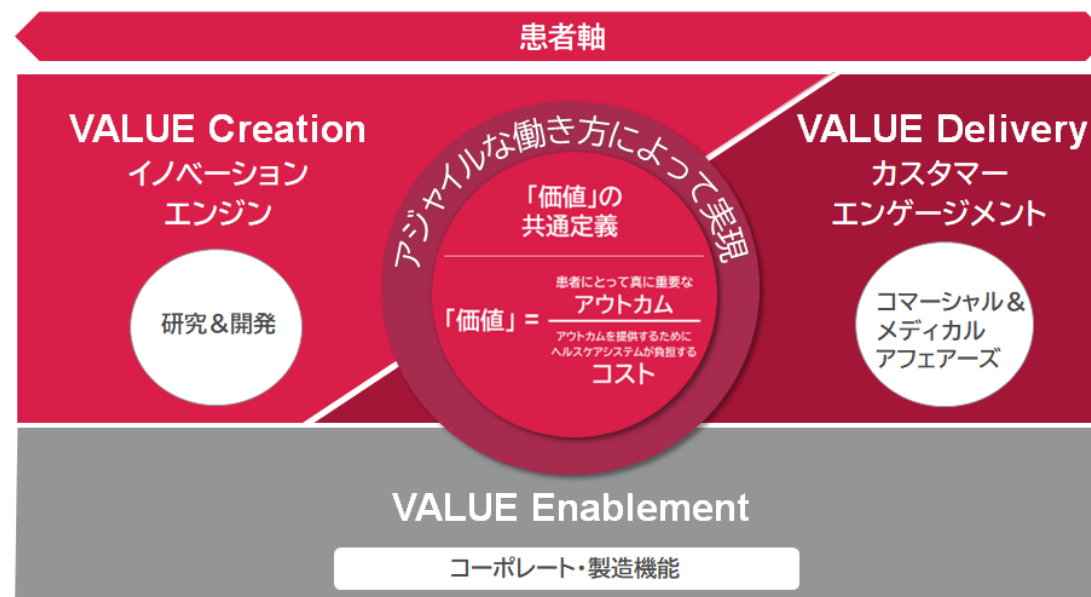 患者軸
VALUE Creation
イノベーション
エンジン
研究&開発
アジャイルな働き方によって実現
「価値」の
共通定義
「価値」 =
患者にとって真に重要な
アウトカム
アウトカムを提供するために
ヘルスケアシステムが負担する
コスト
VALUE Delivery
カスタマー
エンゲージメント
コマーシャル&
メディカル
アフェアーズ
VALUE Enablement
コーポレート・製造機能